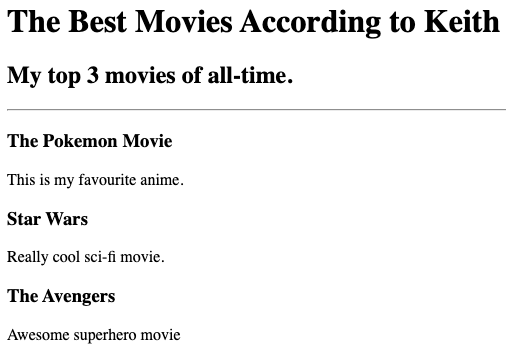 The Best Movies According to Keith
My top 3 movies of all-time.
The Pokemon Movie
This is my favourite anime.
Star Wars
Really cool sci-fi movie.
The Avengers
Awesome superhero movie